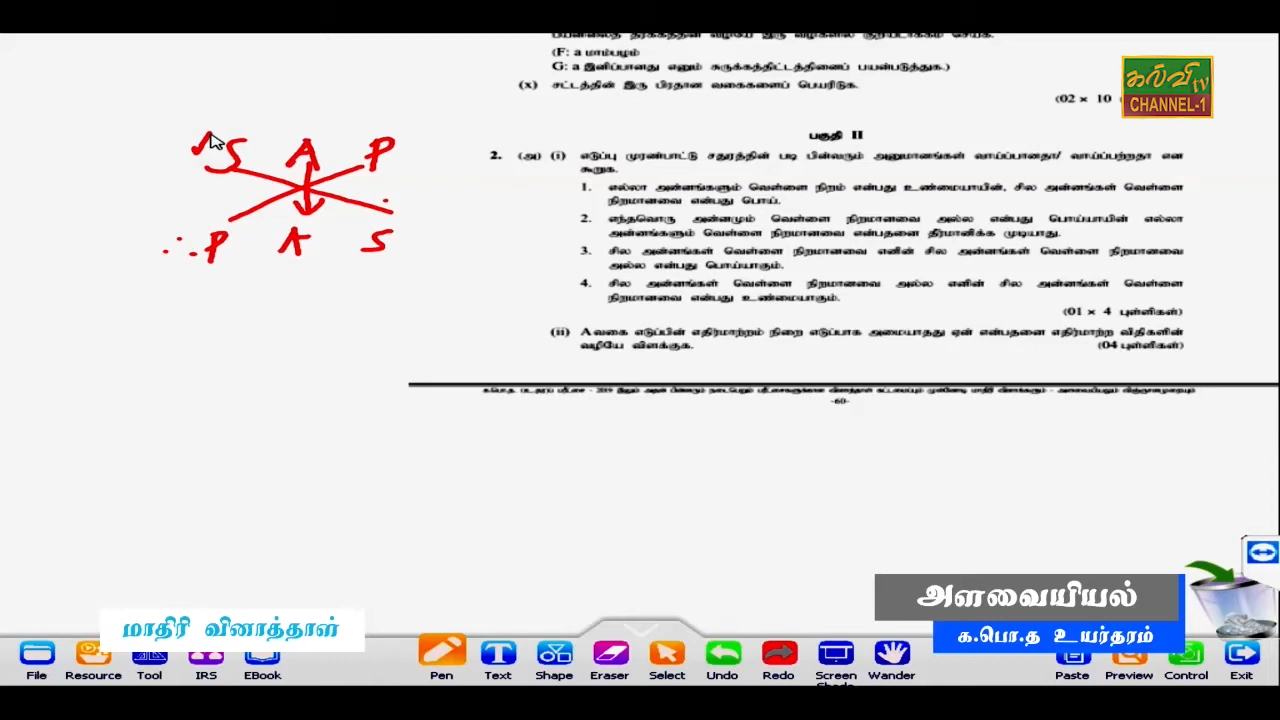 (F: a மாம்பழம்
G: a இனிப்பானது எனும் சுருக்கத்திட்டத்தினைப் பயன்படுத்துக.)
(x) சட்டத்தின் இரு பிரதான வகைகளைப் பெயரிடுக.
(02 × 10
கல்வி TV
CHANNEL-1
பகுதி II
2. (அ) (i) எடுப்பு முரண்பாட்டு சதுரத்தின் படி பின்வரும் அனுமானங்கள் வாய்ப்பானதா/ வாய்ப்பற்றதா என
கூறுக.
1. எல்லா அன்னங்களும் வெள்ளை நிறம் என்பது உண்மையாயின், சில அன்னங்கள் வெள்ளை
நிறமானவை என்பது பொய்.
2. எந்தவொரு அன்னமும் வெள்ளை நிறமானவை அல்ல என்பது பொய்யாயின் எல்லா
அன்னங்களும் வெள்ளை நிறமானவை என்பதனை தீர்மானிக்க முடியாது.
3. சில அன்னங்கள் வெள்ளை நிறமானவை எனின் சில அன்னங்கள் வெள்ளை நிறமானவை
அல்ல என்பது பொய்யாகும்.
4. சில அன்னங்கள் வெள்ளை நிறமானவை அல்ல எனின் சில அன்னங்கள் வெள்ளை
நிறமானவை என்பது உண்மையாகும்.
(01 × 4 புள்ளிகள்)
(ii) A வகை எடுப்பின் எதிர்மாற்றம் நிறை எடுப்பாக அமையாதது ஏன் என்பதனை எதிர்மாற்ற விதிகளின்
வழியே விளக்குக. (04 புள்ளிகள்)
-60-
S A P
∴ P A S
அளவையியல்
க.பொ.த உயர்தரம்
மாதிரி வினாத்தாள்
File Resource Tool IRS EBook Pen Text Shape Eraser Select Undo Redo Screen Wander Paste Preview Control Exit